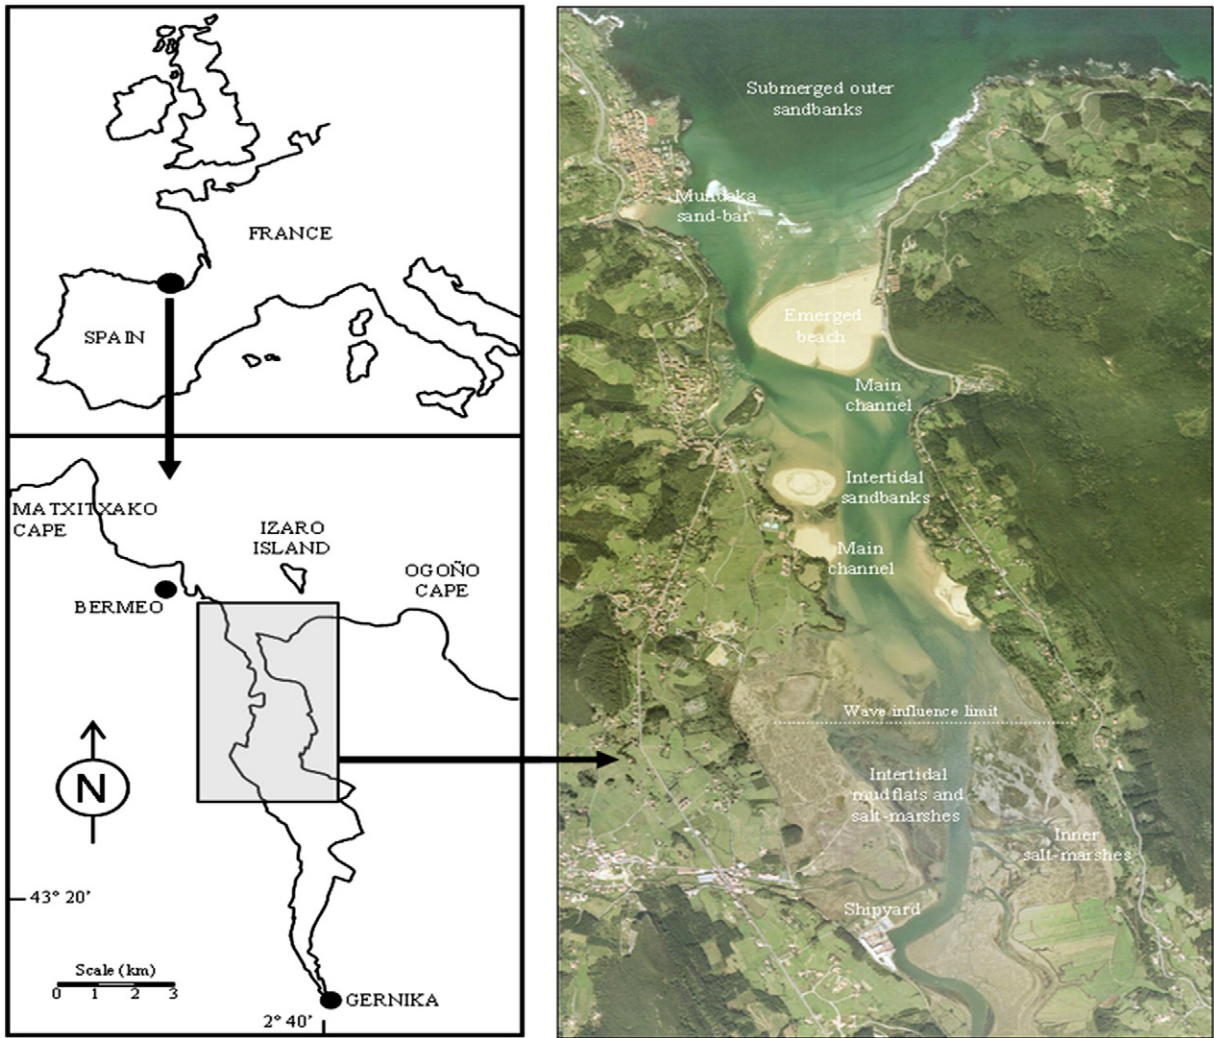 FRANCE
SPAIN
MATXITXAKO
CAPE
IZARO
ISLAND
OGOÑO
CAPE
BERMEO
N
43° 20’
Scale (km)
0 1 2 3
GERNIKA
2° 40’
Submerged outer
sandbanks
Mundaka
sand-bar
Emerged
beach
Main
channel
Intertidal
sandbanks
Main
channel
Wave influence limit
Intertidal
mudflats and
salt-marshes
Inner
salt-marshes
Shipyard